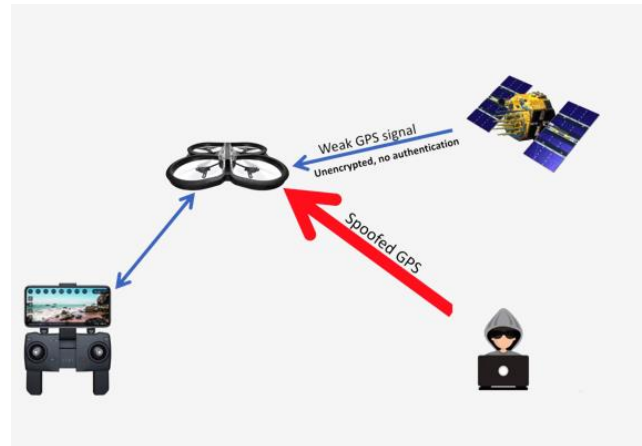 Weak GPS signal
Unencrypted, no authentication
Spoofed GPS